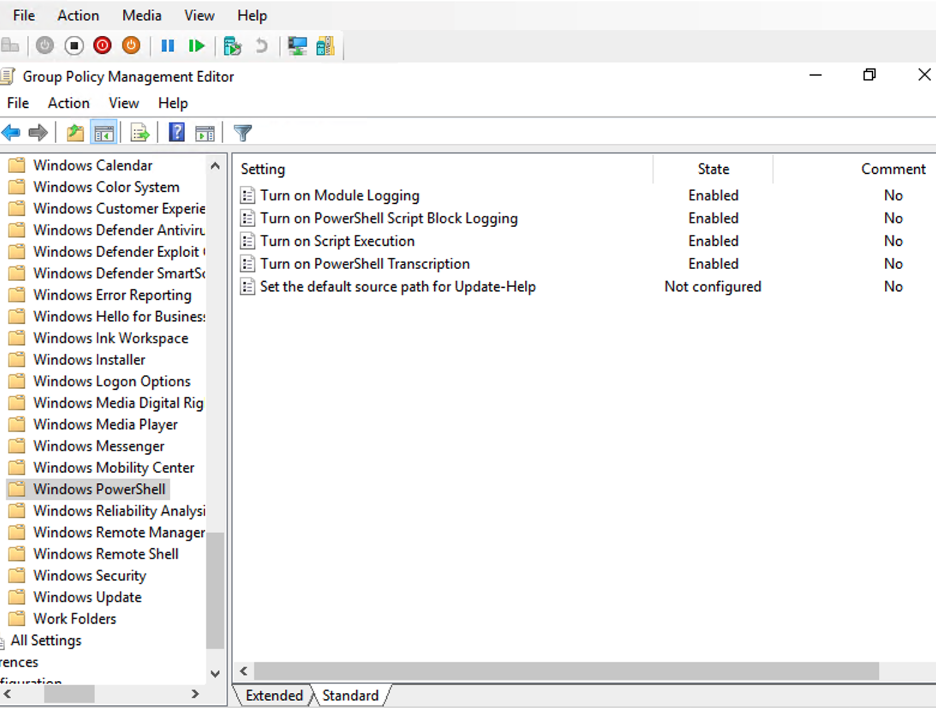 File Action Media View Help
Group Policy Management Editor
File Action View Help
Setting State Comment
Turn on Module Logging Enabled No
Turn on PowerShell Script Block Logging Enabled No
Turn on Script Execution Enabled No
Turn on PowerShell Transcription Enabled No
Set the default source path for Update-Help Not configured No
Windows Calendar
Windows Color System
Windows Customer Experie
Windows Defender Antiviru
Windows Defender Exploit
Windows Defender SmartSc
Windows Error Reporting
Windows Hello for Business
Windows Ink Workspace
Windows Installer
Windows Logon Options
Windows Media Digital Rig
Windows Media Player
Windows Messenger
Windows Mobility Center
Windows PowerShell
Windows Reliability Analysi
Windows Remote Manager
Windows Remote Shell
Windows Security
Windows Update
Work Folders
All Settings
rences
Extended Standard